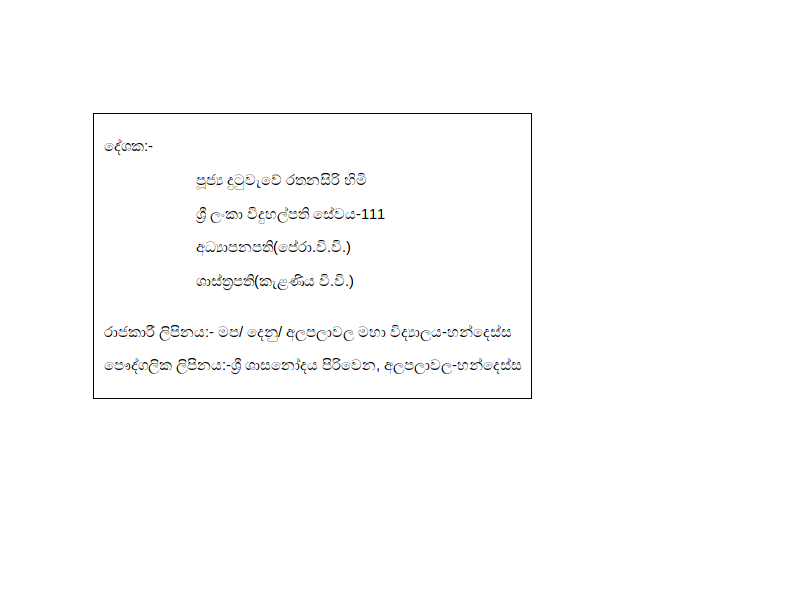 දේශක:-
පූජ්‍ය දුටුවැවේ රතනසිරි හිමි
ශ්‍රී ලංකා විදුහල්පති සේවය-111
අධ්‍යාපනපති(පේරා.වි.වි.)
ශාස්ත්‍රපති(කැළණිය වි.වි.)
රාජකාරී ලිපිනය:- මප/ දෙනු/ අලපලාවල මහා විද්‍යාලය-හන්දෙස්ස
පෞද්ගලික ලිපිනය:-ශ්‍රී ශාසනෝදය පිරිවෙන, අලපලාවල-හන්දෙස්ස